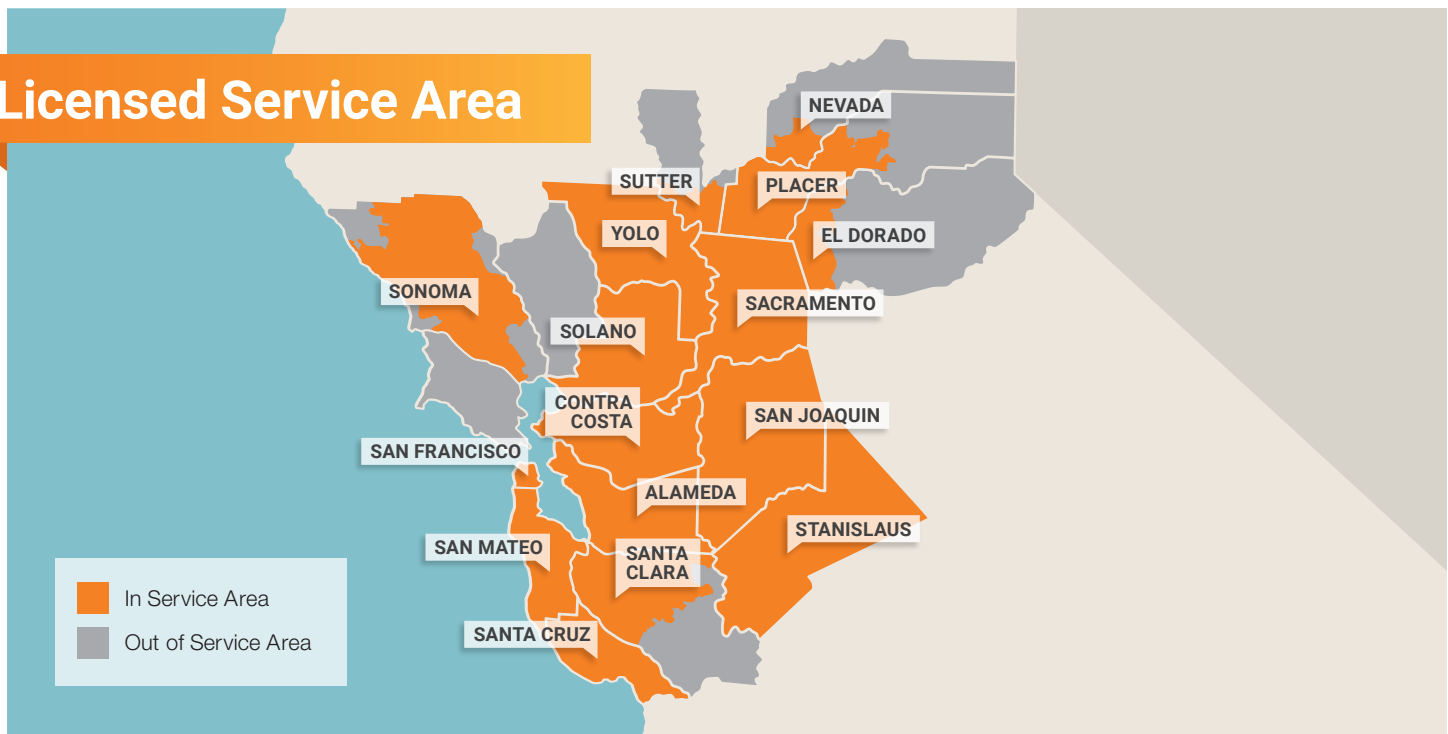 Licensed Service Area
NEVADA
SUTTER
PLACER
YOLO
EL DORADO
SONOMA
SACRAMENTO
SOLANO
CONTRA
COSTA
SAN JOAQUIN
SAN FRANCISCO
ALAMEDA
STANISLAUS
SAN MATEO
SANTA
CLARA
SANTA CRUZ
In Service Area
Out of Service Area